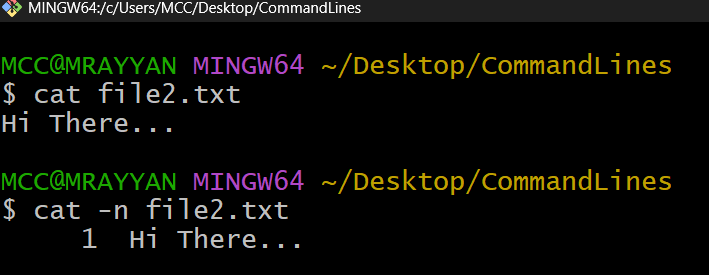 MINGW64:/c/Users/MCC/Desktop/CommandLines
MCC@MRAYYAN MINGW64 ~/Desktop/CommandLines
$ cat file2.txt
Hi There...
MCC@MRAYYAN MINGW64 ~/Desktop/CommandLines
$ cat -n file2.txt
     1  Hi There...